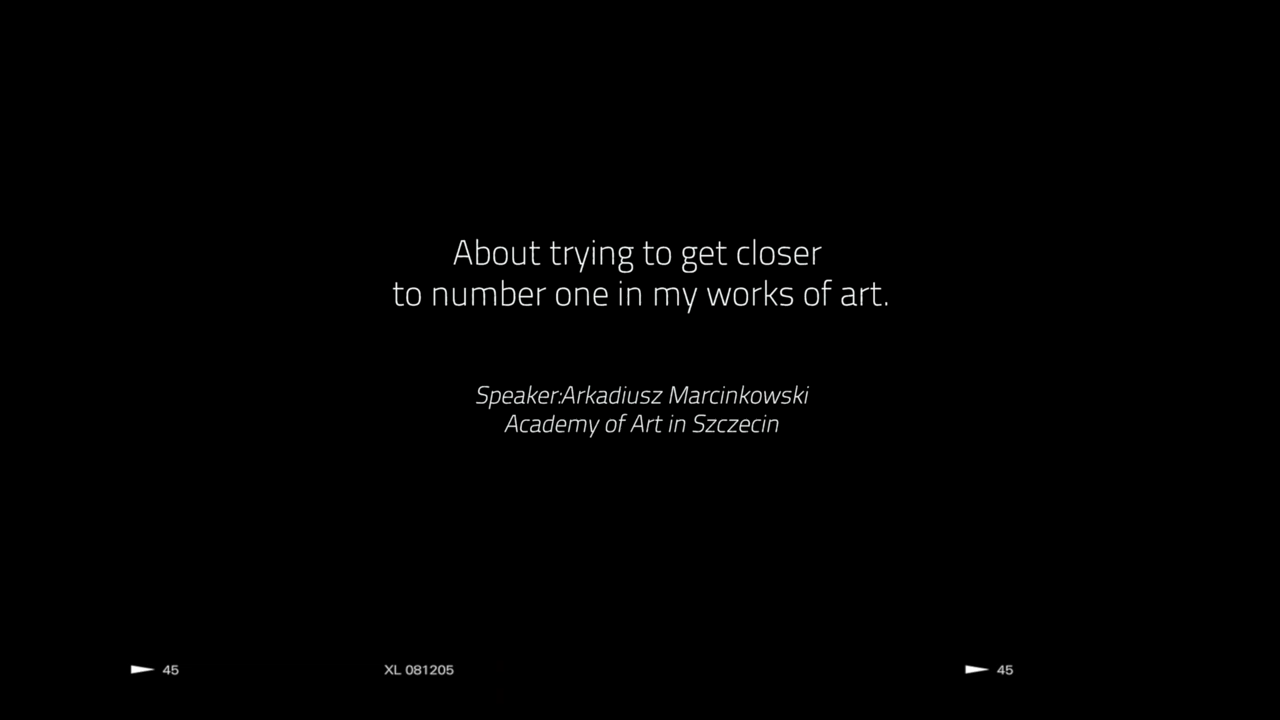 About trying to get closer
to number one in my works of art.
Speaker:Arkadiusz Marcinkowski
Academy of Art in Szczecin
45
XL 081205
45